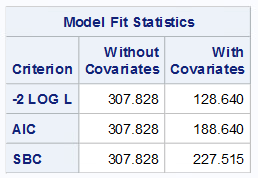 Model Fit Statistics
Without With
Criterion Covariates Covariates
-2 LOG L 307.828 128.640
AIC 307.828 188.640
SBC 307.828 227.515